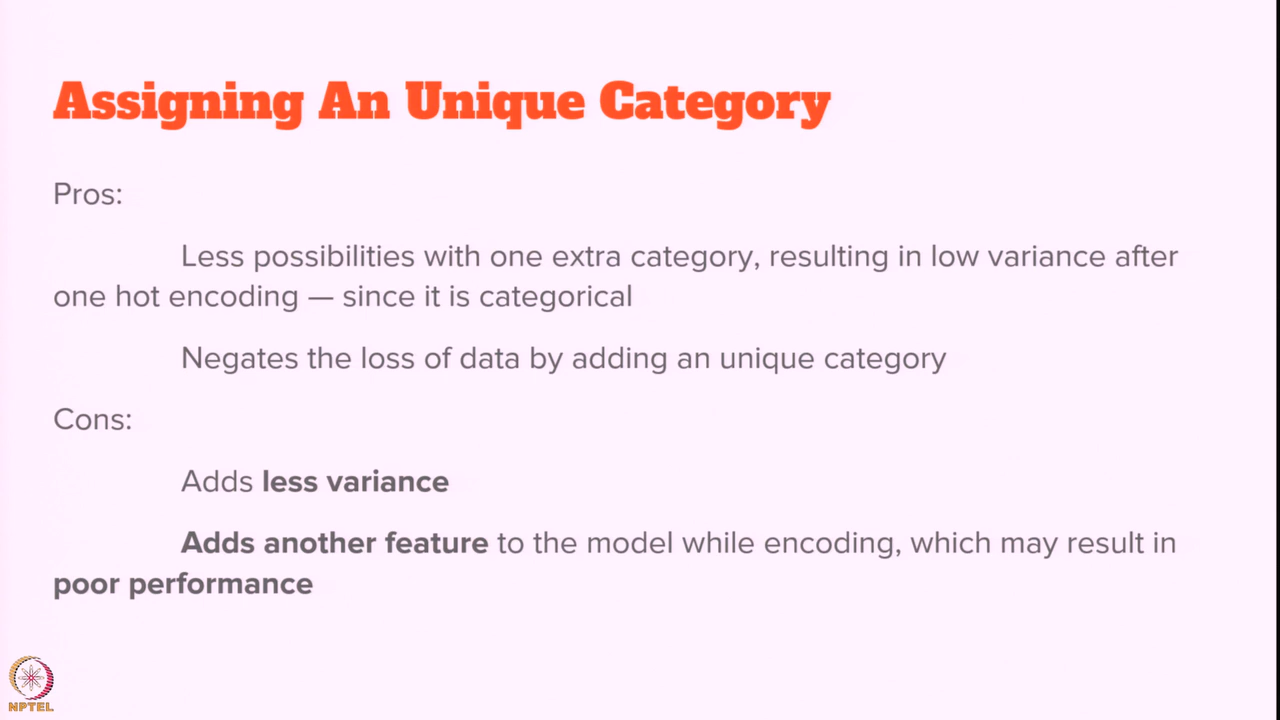 Assigning An Unique Category
Pros:
Less possibilities with one extra category, resulting in low variance after
one hot encoding — since it is categorical
Negates the loss of data by adding an unique category
Cons:
Adds less variance
Adds another feature to the model while encoding, which may result in
poor performance
NPTEL